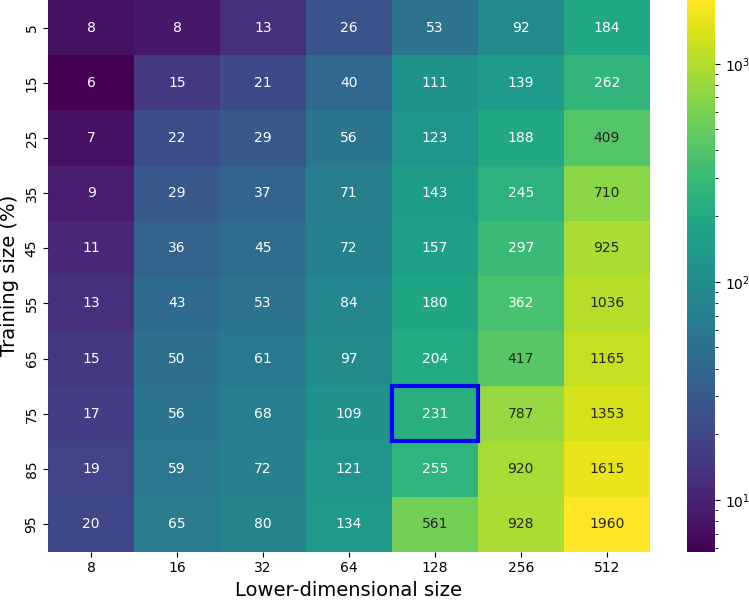 5 8 8 13 26 53 92 184
15 6 15 21 40 111 139 262
25 7 22 29 56 123 188 409
35 9 29 37 71 143 245 710
45 11 36 45 72 157 297 925
55 13 43 53 84 180 362 1036
65 15 50 61 97 204 417 1165
75 17 56 68 109 231 787 1353
85 19 59 72 121 255 920 1615
95 20 65 80 134 561 928 1960
8 16 32 64 128 256 512
Lower-dimensional size
Training size (%)
10³
10²
10¹